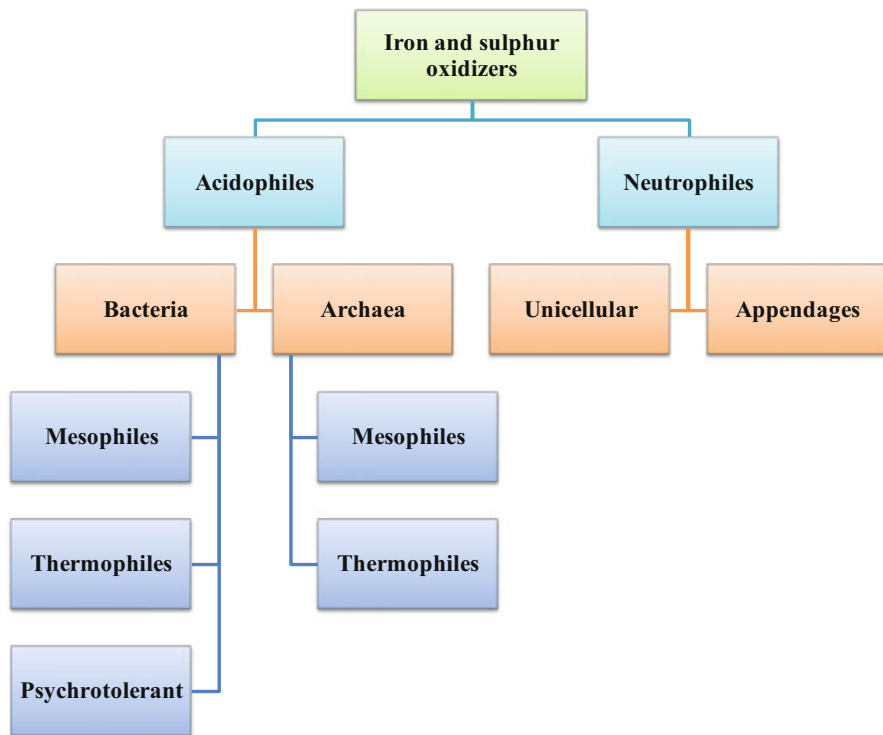 Iron and sulphur
oxidizers
Acidophiles
Neutrophiles
Bacteria
Archaea
Unicellular
Appendages
Mesophiles
Mesophiles
Thermophiles
Thermophiles
Psychrotolerant